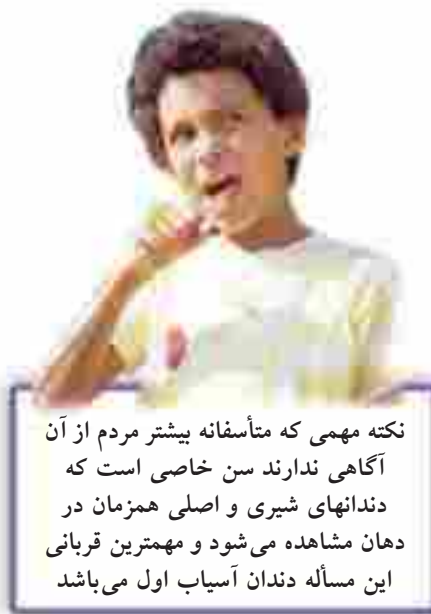 نکته مهمی که متأسفانه بیشتر مردم از آن
آگاهی ندارند سن خاصی است که
دندانهای شیری و اصلی همزمان در
دهان مشاهده می‌شود و مهمترین قربانی
این مسأله دندان آسیاب اول می‌باشد